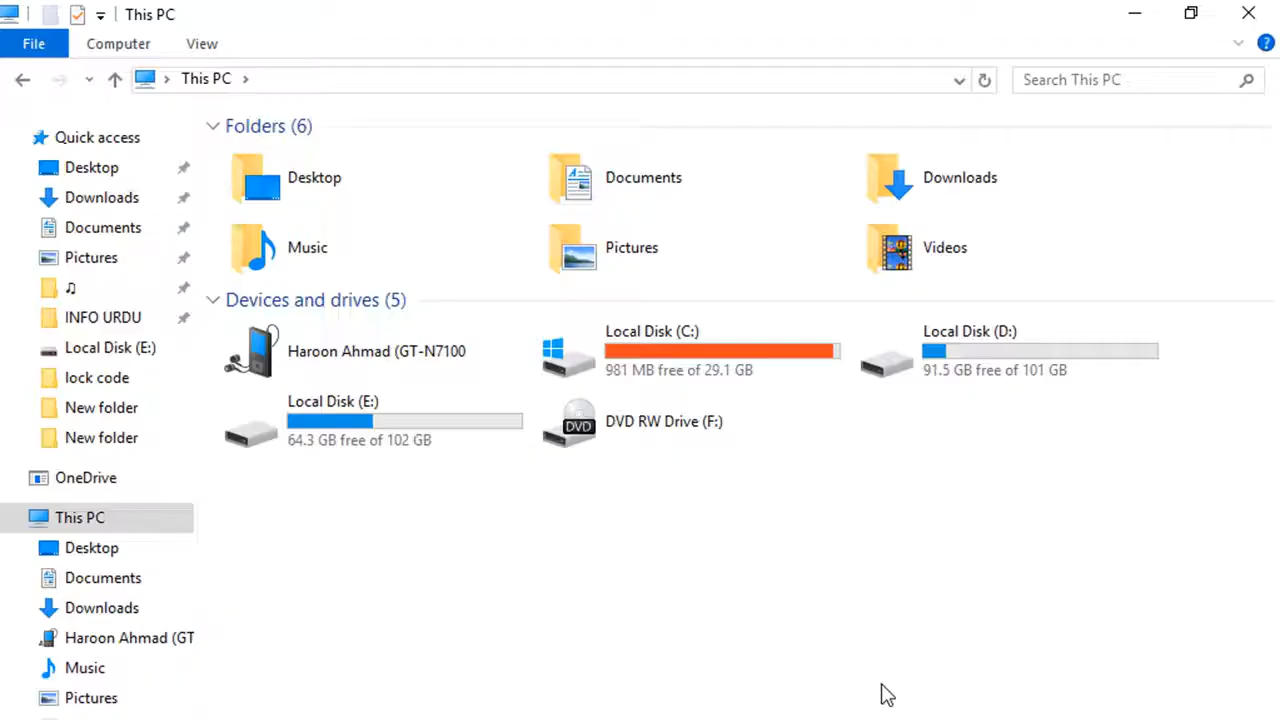 This PC
File Computer View
This PC
Search This PC
Quick access
Desktop
Downloads
Documents
Pictures
♫
INFO URDU
Local Disk (E:)
lock code
New folder
New folder
OneDrive
This PC
Desktop
Documents
Downloads
Haroon Ahmad (GT
Music
Pictures
Folders (6)
Desktop
Documents
Downloads
Music
Pictures
Videos
Devices and drives (5)
Haroon Ahmad (GT-N7100
Local Disk (C:)
981 MB free of 29.1 GB
Local Disk (D:)
91.5 GB free of 101 GB
Local Disk (E:)
64.3 GB free of 102 GB
DVD
DVD RW Drive (F:)